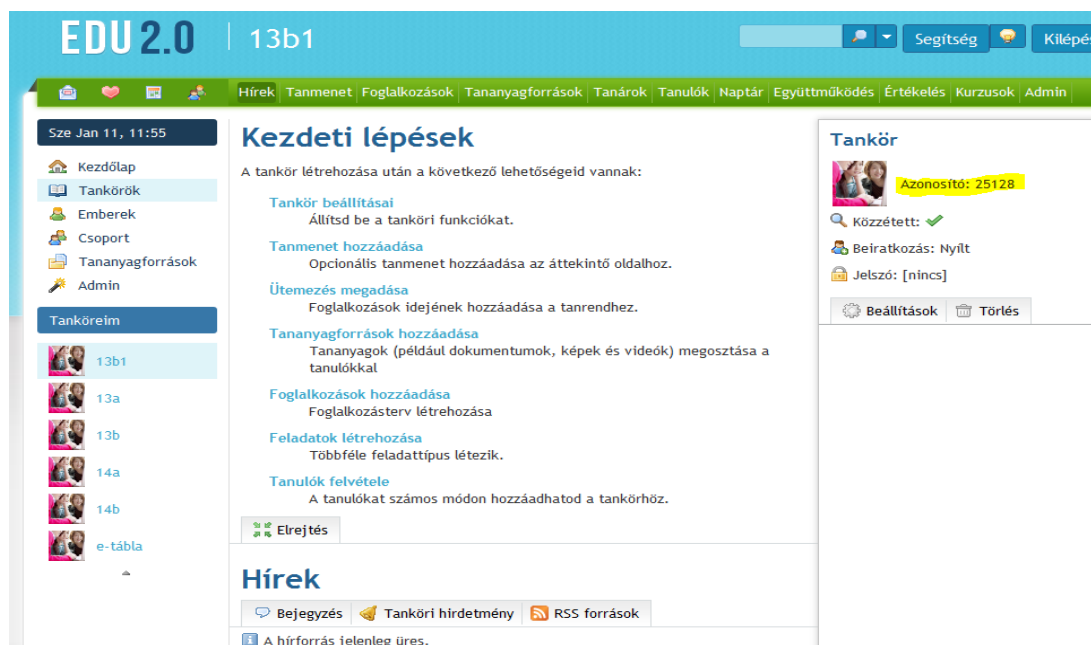 EDU 2.0
13b1
Segítség
Hírek Tanmenet Foglalkozások Tananyagforrások Tanárok Tanulók Naptár Együttműködés Értékelés Kurzusok Admin
Sze Jan 11, 11:55
Kezdőlap
Tankörök
Emberek
Csoport
Tananyagforrások
Admin
Tanköreim
13b1
13a
13b
14a
14b
e-tábla
Kezdeti lépések
A tankör létrehozása után a következő lehetőségeid vannak:
Tankör beállításai
Állítsd be a tanköri funkciókat.
Tanmenet hozzáadása
Opcionális tanmenet hozzáadása az áttekintő oldalhoz.
Ütemezés megadása
Foglalkozások idejének hozzáadása a tanrendhez.
Tananyagforrások hozzáadása
Tananyagok (például dokumentumok, képek és videók) megosztása a
tanulókkal
Foglalkozások hozzáadása
Foglalkozásterv létrehozása
Feladatok létrehozása
Többféle feladattípus létezik.
Tanulók felvétele
A tanulókat számos módon hozzáadhatod a tankörhöz.
Elrejtés
Hírek
Bejegyzés Tanköri hirdetmény RSS források
A hírforrás jelenleg üres.
Tankör
Azonosító: 25128
Közzétett:
Beiratkozás: Nyílt
Jelszó: [nincs]
Beállítások Törlés